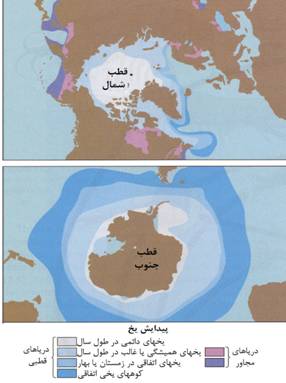 قطب
شمال
قطب
جنوب
پیدایش یخ
یخهای دائمی در طول سال
یخهای همیشگی یا غالب در طول سال
یخهای اتفاقی در زمستان یا بهار
کوههای یخی اتفاقی
دریاهای
قطبی
دریاهای
مجاور